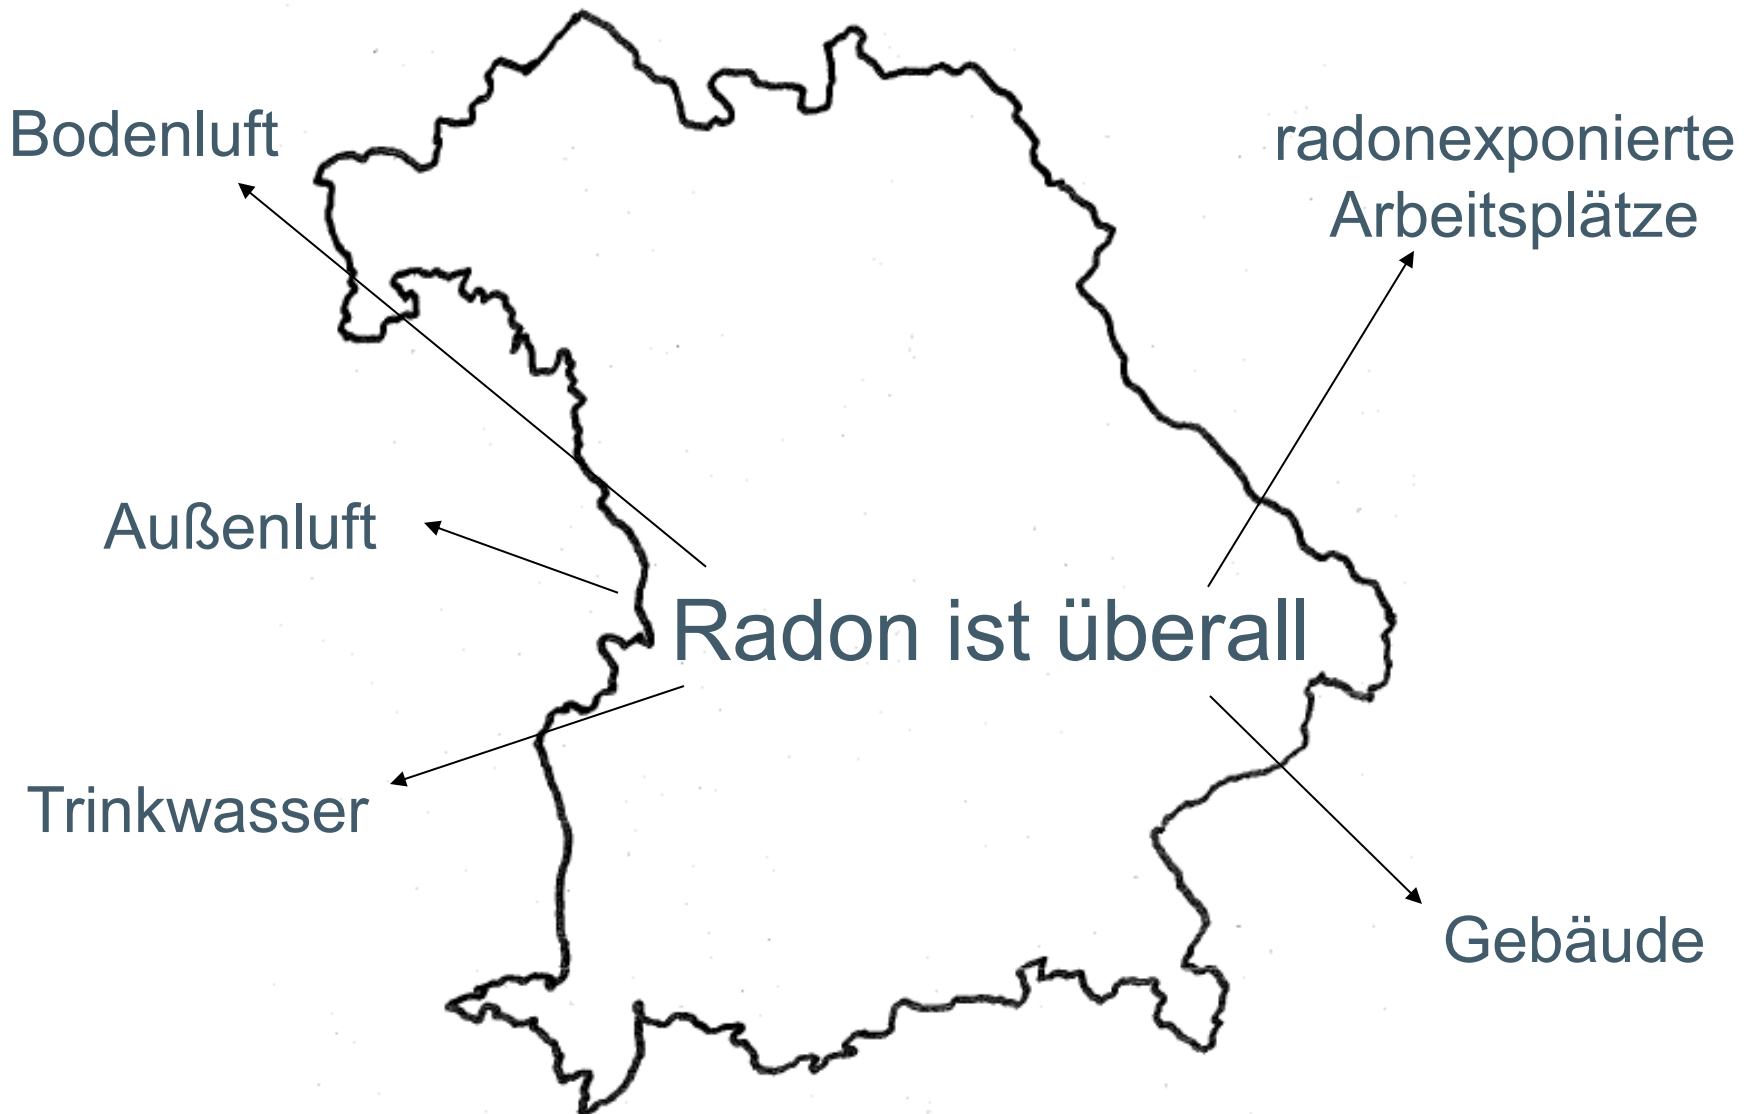 Bodenluft
radonexponierte
Arbeitsplätze
Außenluft
Radon ist überall
Trinkwasser
Gebäude